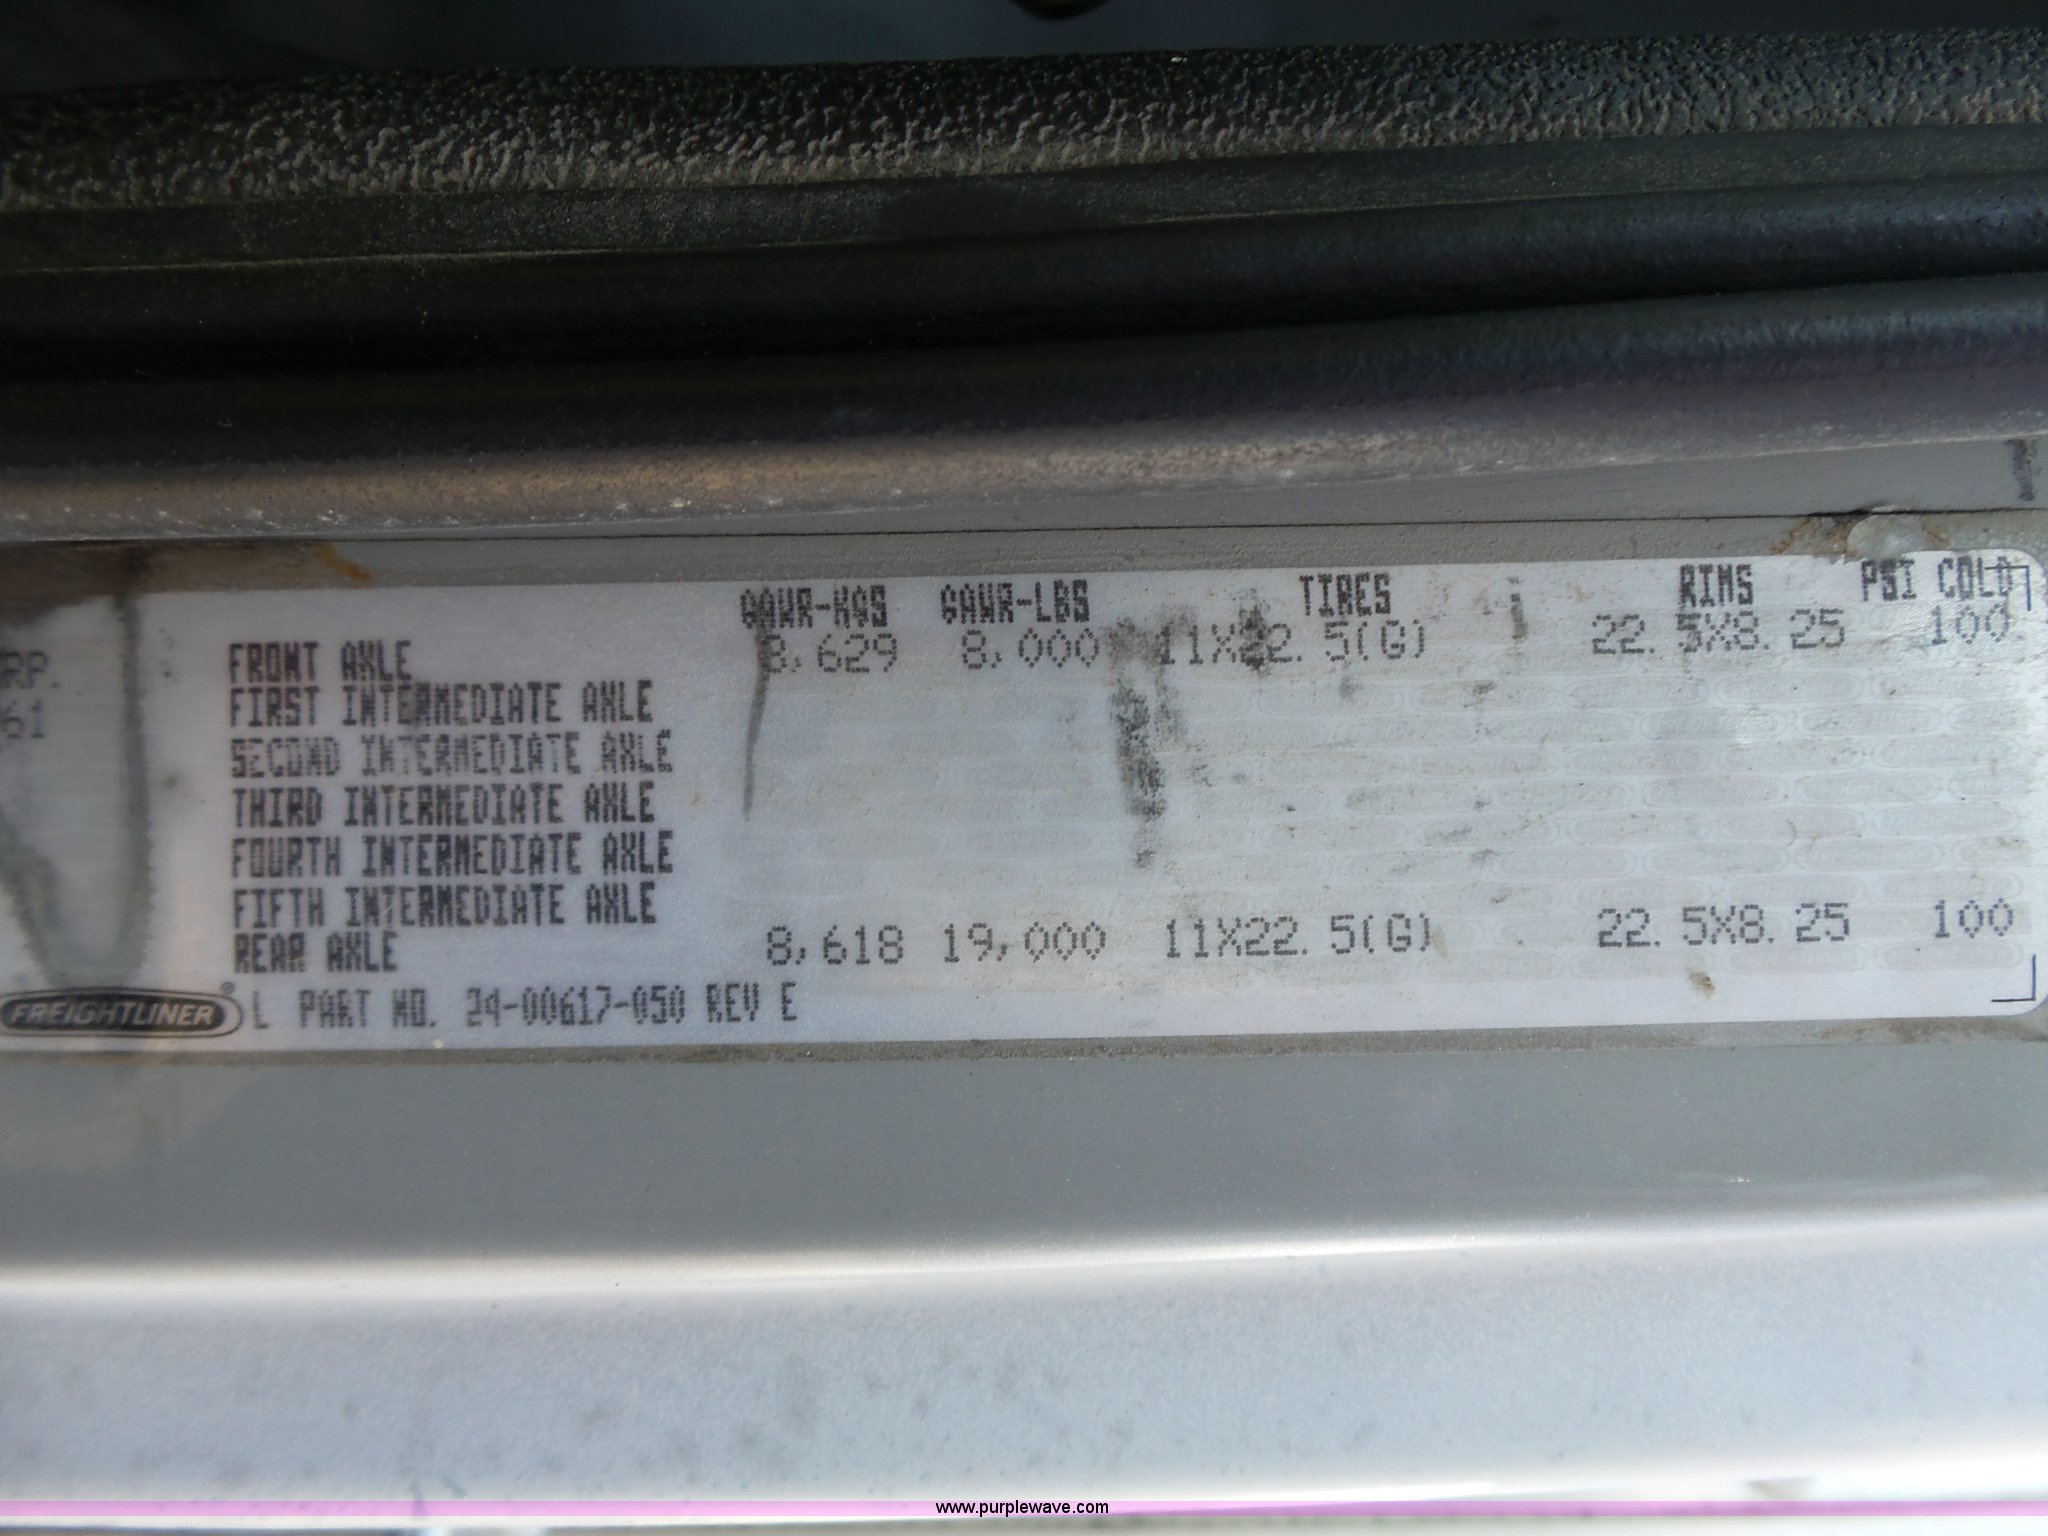 GAWR-KGS GAWR-LBS TIRES RIMS PSI COLD
FRONT AXLE 8,629 8,000 11X22.5(G) 22.5X8.25 100
FIRST INTERMEDIATE AXLE
SECOND INTERMEDIATE AXLE
THIRD INTERMEDIATE AXLE
FOURTH INTERMEDIATE AXLE
FIFTH INTERMEDIATE AXLE
REAR AXLE 8,618 19,000 11X22.5(G) 22.5X8.25 100
RP.
61
FREIGHTLINER® L PART NO. 24-00617-050 REV E
www.purplewave.com